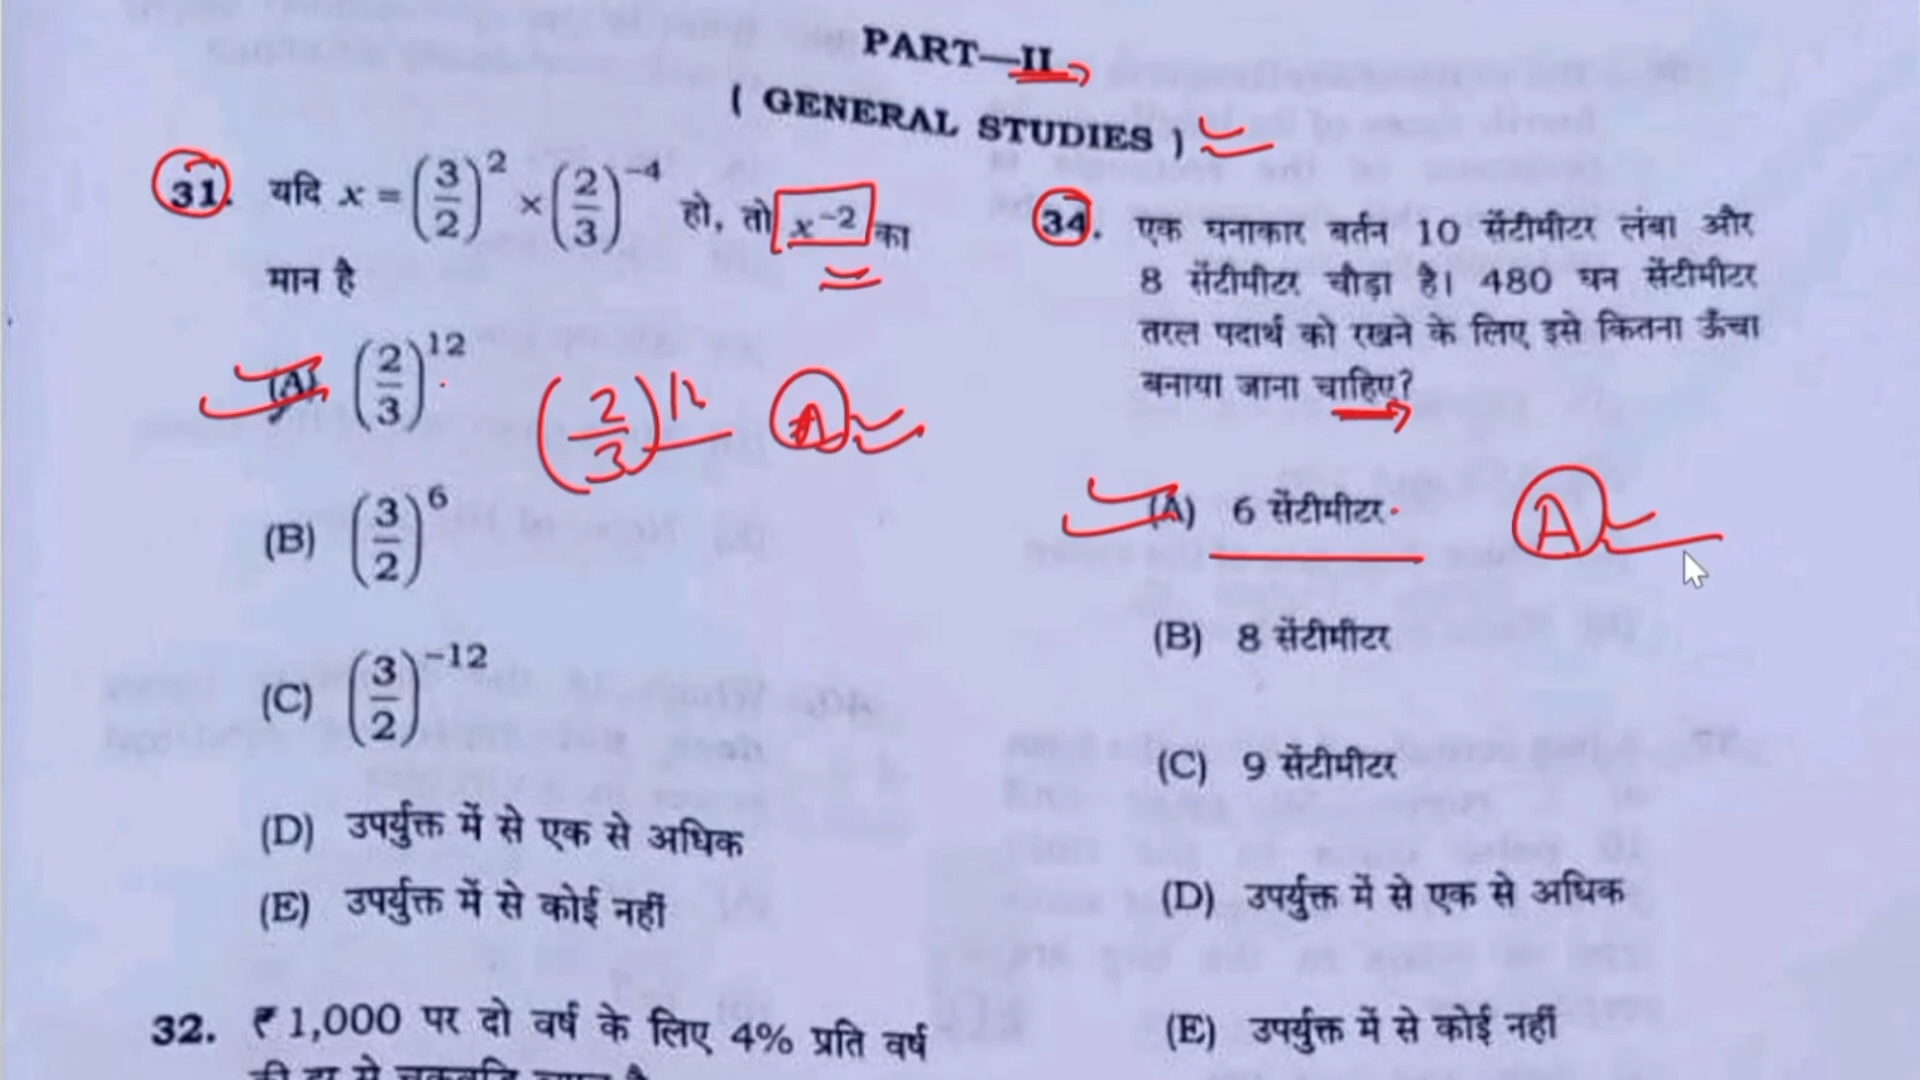 PART—II
( GENERAL STUDIES )
31. यदि x = (3/2)^2 × (2/3)^-4 हो, तो x^-2 का
मान है
(A) (2/3)^12
(2/3)^12 A
(B) (3/2)^6
(C) (3/2)^-12
(D) उपर्युक्त में से एक से अधिक
(E) उपर्युक्त में से कोई नहीं
32. ₹ 1,000 पर दो वर्ष के लिए 4% प्रति वर्ष
की दर से चक्रवृद्धि ब्याज है
34. एक घनाकार बर्तन 10 सेंटीमीटर लंबा और
8 सेंटीमीटर चौड़ा है। 480 घन सेंटीमीटर
तरल पदार्थ को रखने के लिए इसे कितना ऊँचा
बनाया जाना चाहिए?
(A) 6 सेंटीमीटर
A
(B) 8 सेंटीमीटर
(C) 9 सेंटीमीटर
(D) उपर्युक्त में से एक से अधिक
(E) उपर्युक्त में से कोई नहीं